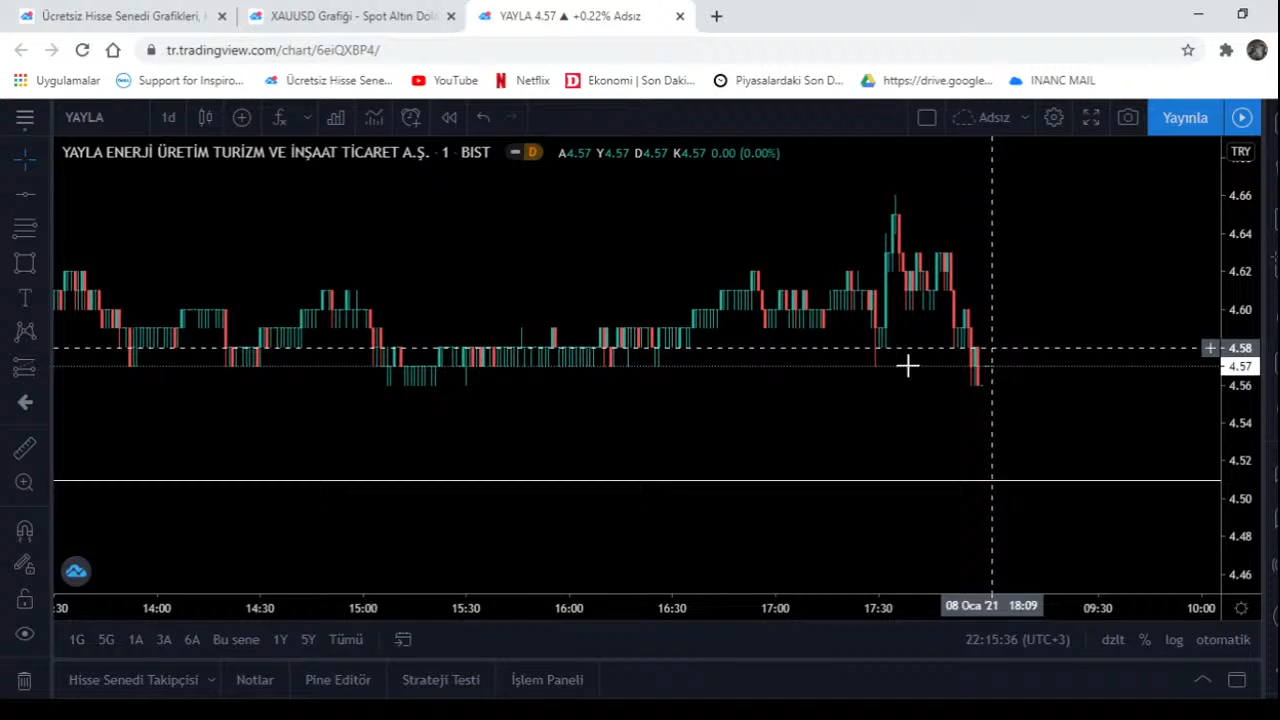 Ücretsiz Hisse Senedi Grafikleri, XAUUSD Grafiği - Spot Altın Dola YAYLA 4.57 ▲ +0.22% Adsız
tr.tradingview.com/chart/6eiQXBP4/
Uygulamalar Support for Inspiro... Ücretsiz Hisse Sene... YouTube Netflix Ekonomi | Son Daki... Piyasalardaki Son D... https://drive.google... INANC MAIL
YAYLA 1d Adsız Yayınla
YAYLA ENERJİ ÜRETİM TURİZM VE İNŞAAT TİCARET A.Ş. · 1 · BIST D A4.57 Y4.57 D4.57 K4.57 0.00 (0.00%)
TRY
4.66
4.64
4.62
4.60
4.58
4.57
4.56
4.54
4.52
4.50
4.48
4.46
:30 14:00 14:30 15:00 15:30 16:00 16:30 17:00 17:30 08 Oca '21 18:09 09:30 10:00
1G 5G 1A 3A 6A Bu sene 1Y 5Y Tümü 22:15:36 (UTC+3) dzlt % log otomatik
Hisse Senedi Takipçisi Notlar Pine Editör Strateji Testi İşlem Paneli